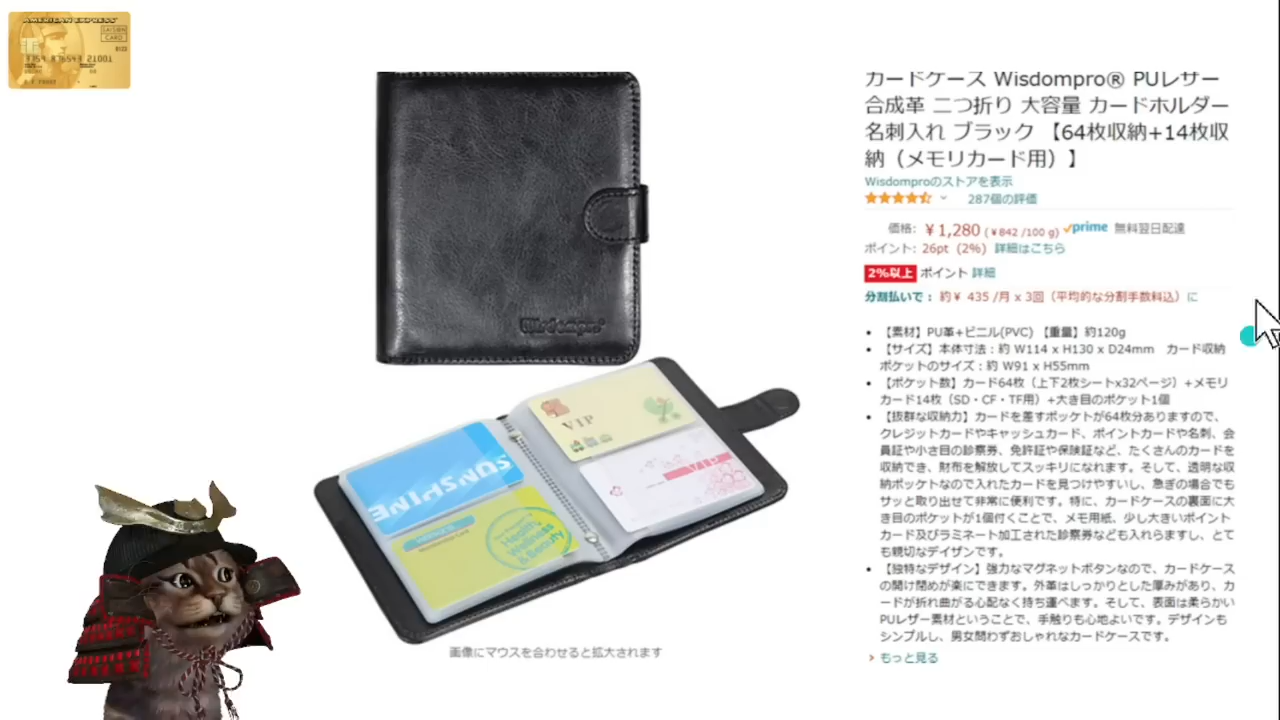 AMERICAN EXPRESS
SAISON
CARD
カードケース Wisdompro® PUレザー
合成革 二つ折り 大容量 カードホルダー
名刺入れ ブラック 【64枚収納+14枚収
納（メモリカード用）】
Wisdomproのストアを表示
287個の評価
価格: ￥1,280 (￥842 /100 g) prime 無料翌日配達
ポイント: 26pt (2%) 詳細はこちら
2%以上 ポイント 詳細
分割払いで： 約￥ 435 /月 x 3回（平均的な分割手数料込）に
• 【素材】PU革+ビニル(PVC) 【重量】約120g
• 【サイズ】本体寸法：約 W114 x H130 x D24mm カード収納
ポケットのサイズ：約 W91 x H55mm
• 【ポケット数】カード64枚（上下2枚シートx32ページ）+メモリ
カード14枚（SD・CF・TF用）+大き目のポケット1個
• 【抜群な収納力】カードを差すポッケトが64枚分ありますので、
クレジットカードやキャッシュカード、ポイントカードや名刺、会
員証や小さ目の診察券、免許証や保険証など、たくさんのカードを
収納でき、財布を解放してスッキリになれます。そして、透明な収
納ポッケトなので入れたカードを見つけやすいし、急ぎの場合でも
サッと取り出せて非常に便利です。特に、カードケースの裏面に大
き目のポケットが1個付くことで、メモ用紙、少し大きいポイント
カード及びラミネート加工された診察券なども入れらますし、とて
も親切なデイザンです。
• 【独特なデザイン】強力なマグネットボタンなので、カードケース
の開け閉めが楽にできます。外革はしっかりとした厚みがあり、カ
ードが折れ曲がる心配なく持ち運べます。そして、表面は柔らかい
PUレザー素材ということで、手触りも心地よいです。デザインも
シンプルし、男女問わずおしゃれなカードケースです。
› もっと見る
Wisdompro®
VIP
VIP
SUNSHINE
Membership Card
Health,
Wellness
& Beauty
画像にマウスを合わせると拡大されます